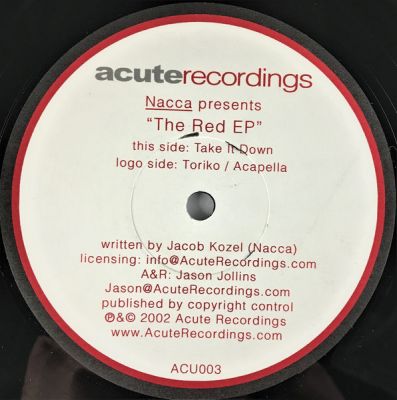 acuterecordings
Nacca presents
“The Red EP”
this side: Take It Down
logo side: Toriko / Acapella
written by Jacob Kozel (Nacca)
licensing: info@AcuteRecordings.com
A&R: Jason Jollins
Jason@AcuteRecordings.com
published by copyright control
℗&© 2002 Acute Recordings
www.AcuteRecordings.com
ACU003